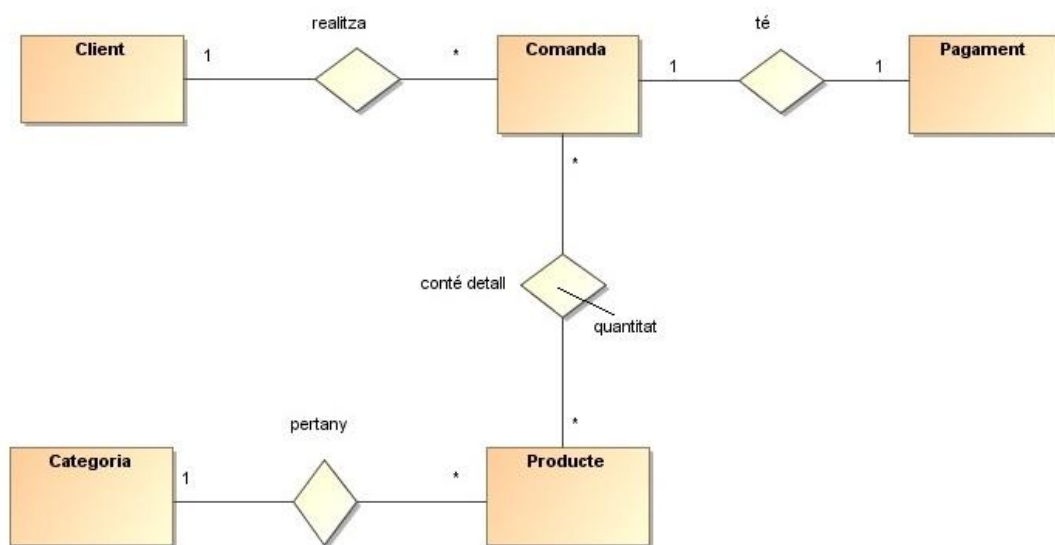 realitza
té
Client
1
*
Comanda
1
1
Pagament
*
conté detall
quantitat
*
pertany
Categoria
1
*
Producte